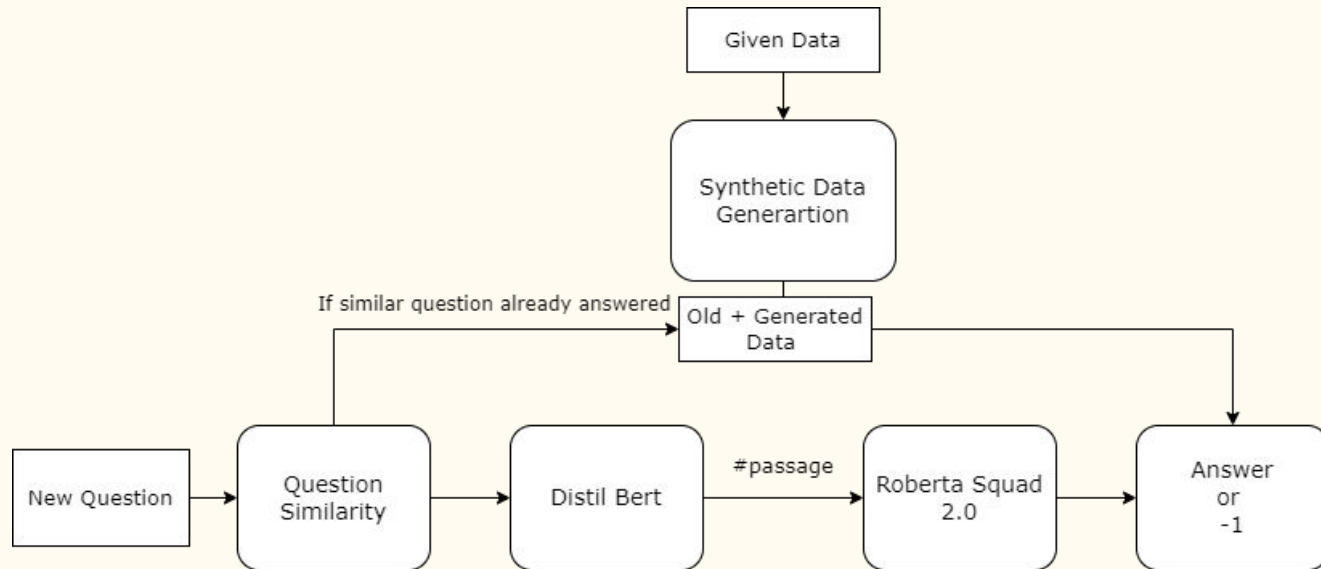 Given Data
Synthetic Data
Generartion
If similar question already answered
Old + Generated
Data
New Question
Question
Similarity
Distil Bert
#passage
Roberta Squad
2.0
Answer
or
-1